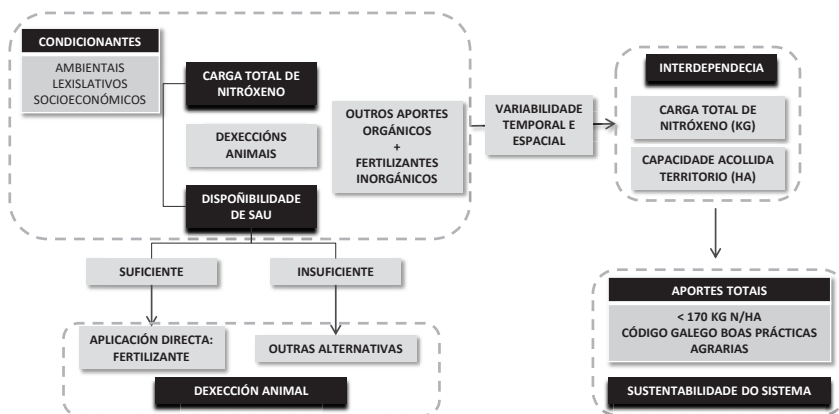 CONDICIONANTES
AMBIENTAIS
LEXISLATIVOS
SOCIOECONÓMICOS
CARGA TOTAL DE
NITRÓXENO
DEXECCIÓNS
ANIMAIS
DISPOÑIBILIDADE
DE SAU
OUTROS APORTES
ORGÁNICOS
+
FERTILIZANTES
INORGÁNICOS
VARIABILIDADE
TEMPORAL E
ESPACIAL
INTERDEPENDECIA
CARGA TOTAL DE
NITRÓXENO (KG)
CAPACIDADE ACOLLIDA
TERRITORIO (HA)
SUFICIENTE
INSUFICIENTE
APLICACIÓN DIRECTA:
FERTILIZANTE
OUTRAS ALTERNATIVAS
DEXECCIÓN ANIMAL
APORTES TOTAIS
< 170 KG N/HA
CÓDIGO GALEGO BOAS PRÁCTICAS
AGRARIAS
SUSTENTABILIDADE DO SISTEMA